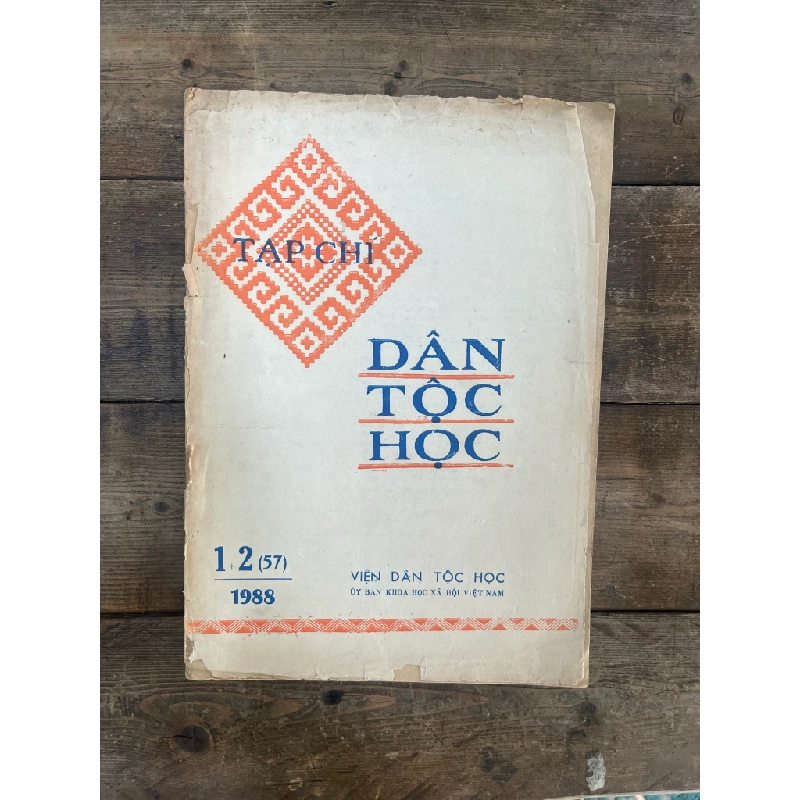 TẠP CHÍ
DÂN
TỘC
HỌC
1+2 (57)
1988
VIỆN DÂN TỘC HỌC
ỦY BAN KHOA HỌC XÃ HỘI VIỆT NAM